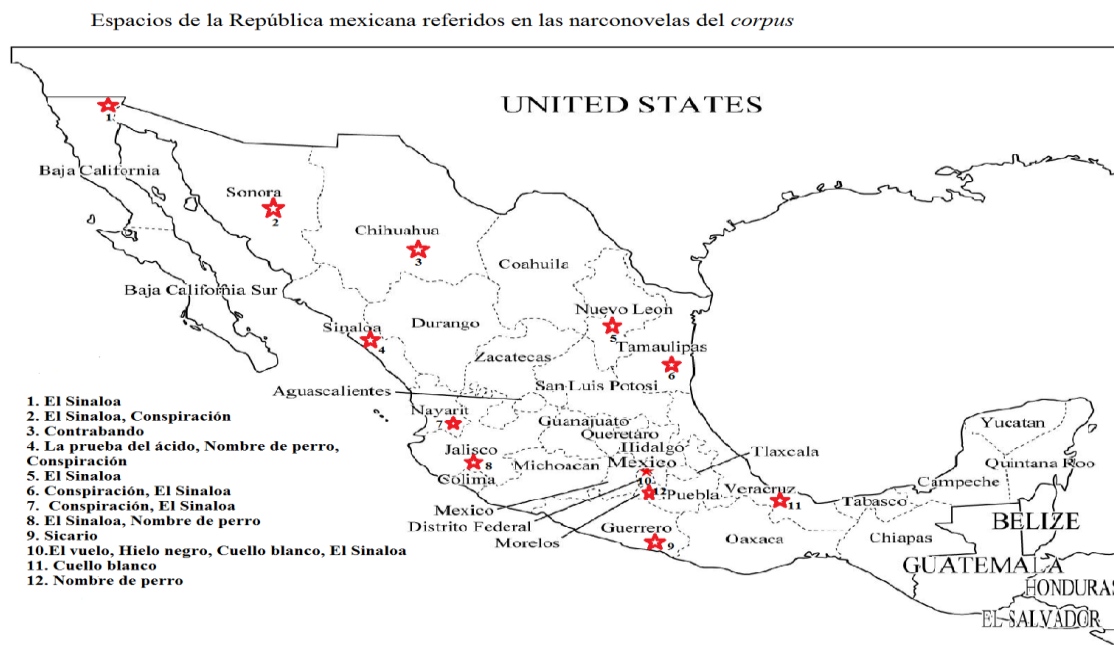 Espacios de la República mexicana referidos en las narconovelas del corpus
UNITED STATES
1
Baja California
Sonora
2
Chihuahua
3
Coahuila
Baja California Sur
Nuevo Leon
5
Sinaloa
4
Durango
Tamaulipas
6
Zacatecas
Aguascalientes
San Luis Potosi
Nayarit
7
Guanajuato
Queretaro
Hidalgo
Jalisco
8
Michoacan
Mexico
10
Tlaxcala
Colima
12
Puebla
Veracruz
11
Mexico
Distrito Federal
Morelos
Guerrero
9
Oaxaca
Tabasco
Chiapas
Campeche
Yucatan
Quintana Roo
BELIZE
GUATEMALA
HONDURAS
EL SALVADOR
1. El Sinaloa
2. El Sinaloa, Conspiración
3. Contrabando
4. La prueba del ácido, Nombre de perro,
Conspiración
5. El Sinaloa
6. Conspiración, El Sinaloa
7. Conspiración, El Sinaloa
8. El Sinaloa, Nombre de perro
9. Sicario
10.El vuelo, Hielo negro, Cuello blanco, El Sinaloa
11. Cuello blanco
12. Nombre de perro